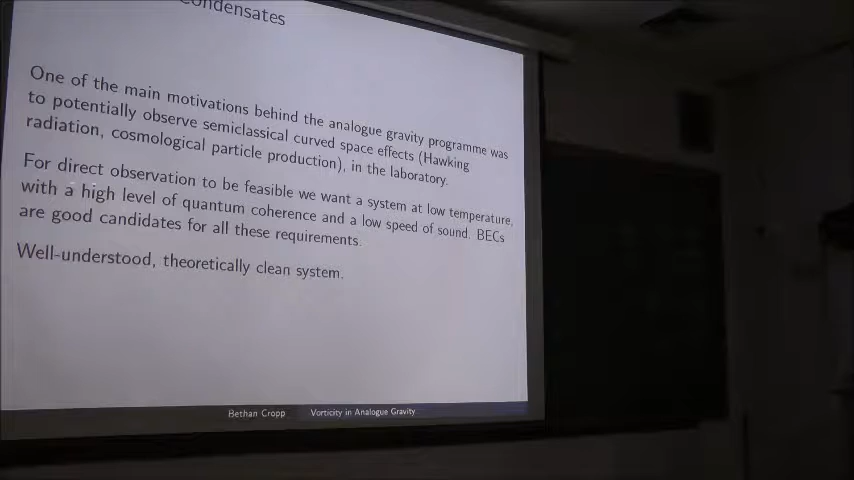 ondensates
One of the main motivations behind the analogue gravity programme was
to potentially observe semiclassical curved space effects (Hawking
radiation, cosmological particle production), in the laboratory.
For direct observation to be feasible we want a system at low temperature,
with a high level of quantum coherence and a low speed of sound. BECs
are good candidates for all these requirements.
Well-understood, theoretically clean system.
Bethan Cropp Vorticity in Analogue Gravity